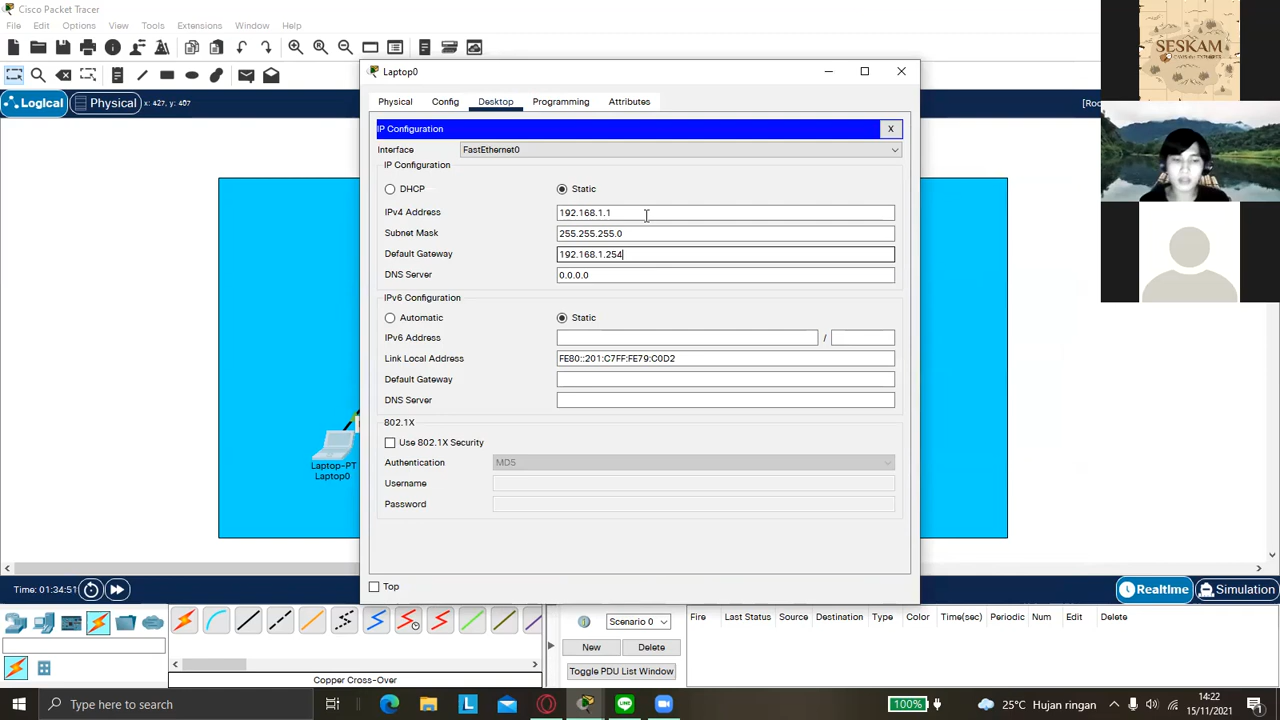 Cisco Packet Tracer
File Edit Options View Tools Extensions Window Help
Logical Physical x: 427, y: 407 [Roo
Laptop0
Physical Config Desktop Programming Attributes
IP Configuration X
Interface FastEthernet0
IP Configuration
DHCP Static
IPv4 Address 192.168.1.1
Subnet Mask 255.255.255.0
Default Gateway 192.168.1.254
DNS Server 0.0.0.0
IPv6 Configuration
Automatic Static
IPv6 Address /
Link Local Address FE80::201:C7FF:FE79:C0D2
Default Gateway
DNS Server
802.1X
Use 802.1X Security
Authentication MD5
Username
Password
Top
Laptop-PT
Laptop0
SESKAM
Time: 01:34:51 Realtime Simulation
Scenario 0
New Delete
Toggle PDU List Window
Fire Last Status Source Destination Type Color Time(sec) Periodic Num Edit Delete
Copper Cross-Over
Type here to search
100% 25°C Hujan ringan 14:22
15/11/2021